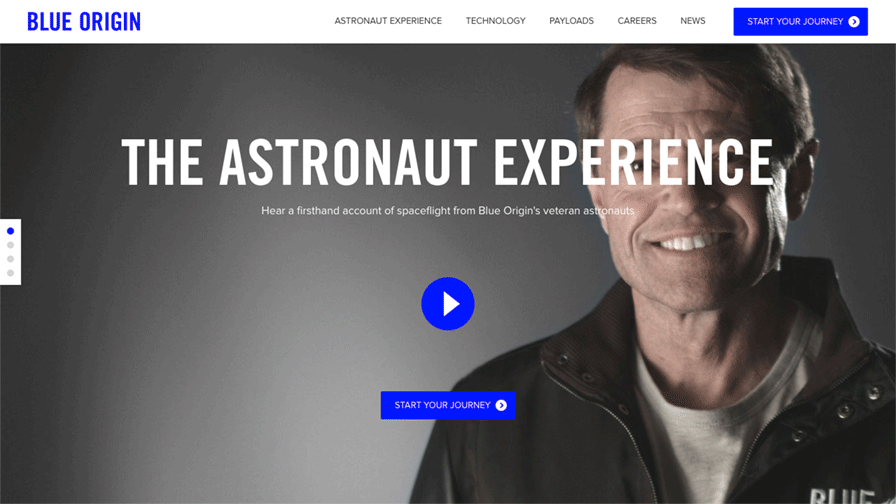 BLUE ORIGIN
ASTRONAUT EXPERIENCE
TECHNOLOGY
PAYLOADS
CAREERS
NEWS
START YOUR JOURNEY
THE ASTRONAUT EXPERIENCE
Hear a firsthand account of spaceflight from Blue Origin's veteran astronauts
START YOUR JOURNEY
BLUE